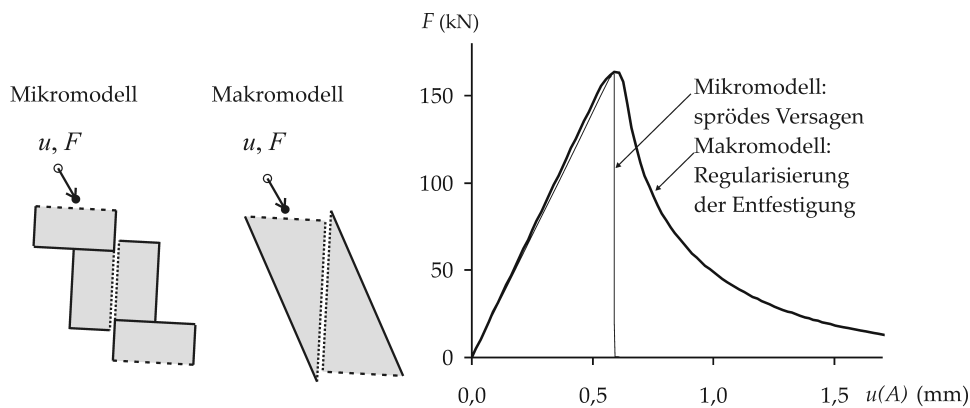 Mikromodell
u, F
Makromodell
u, F
F (kN)
150
100
50
0
0,0
0,5
1,0
1,5
u(A) (mm)
Mikromodell:
sprödes Versagen
Makromodell:
Regularisierung
der Entfestigung